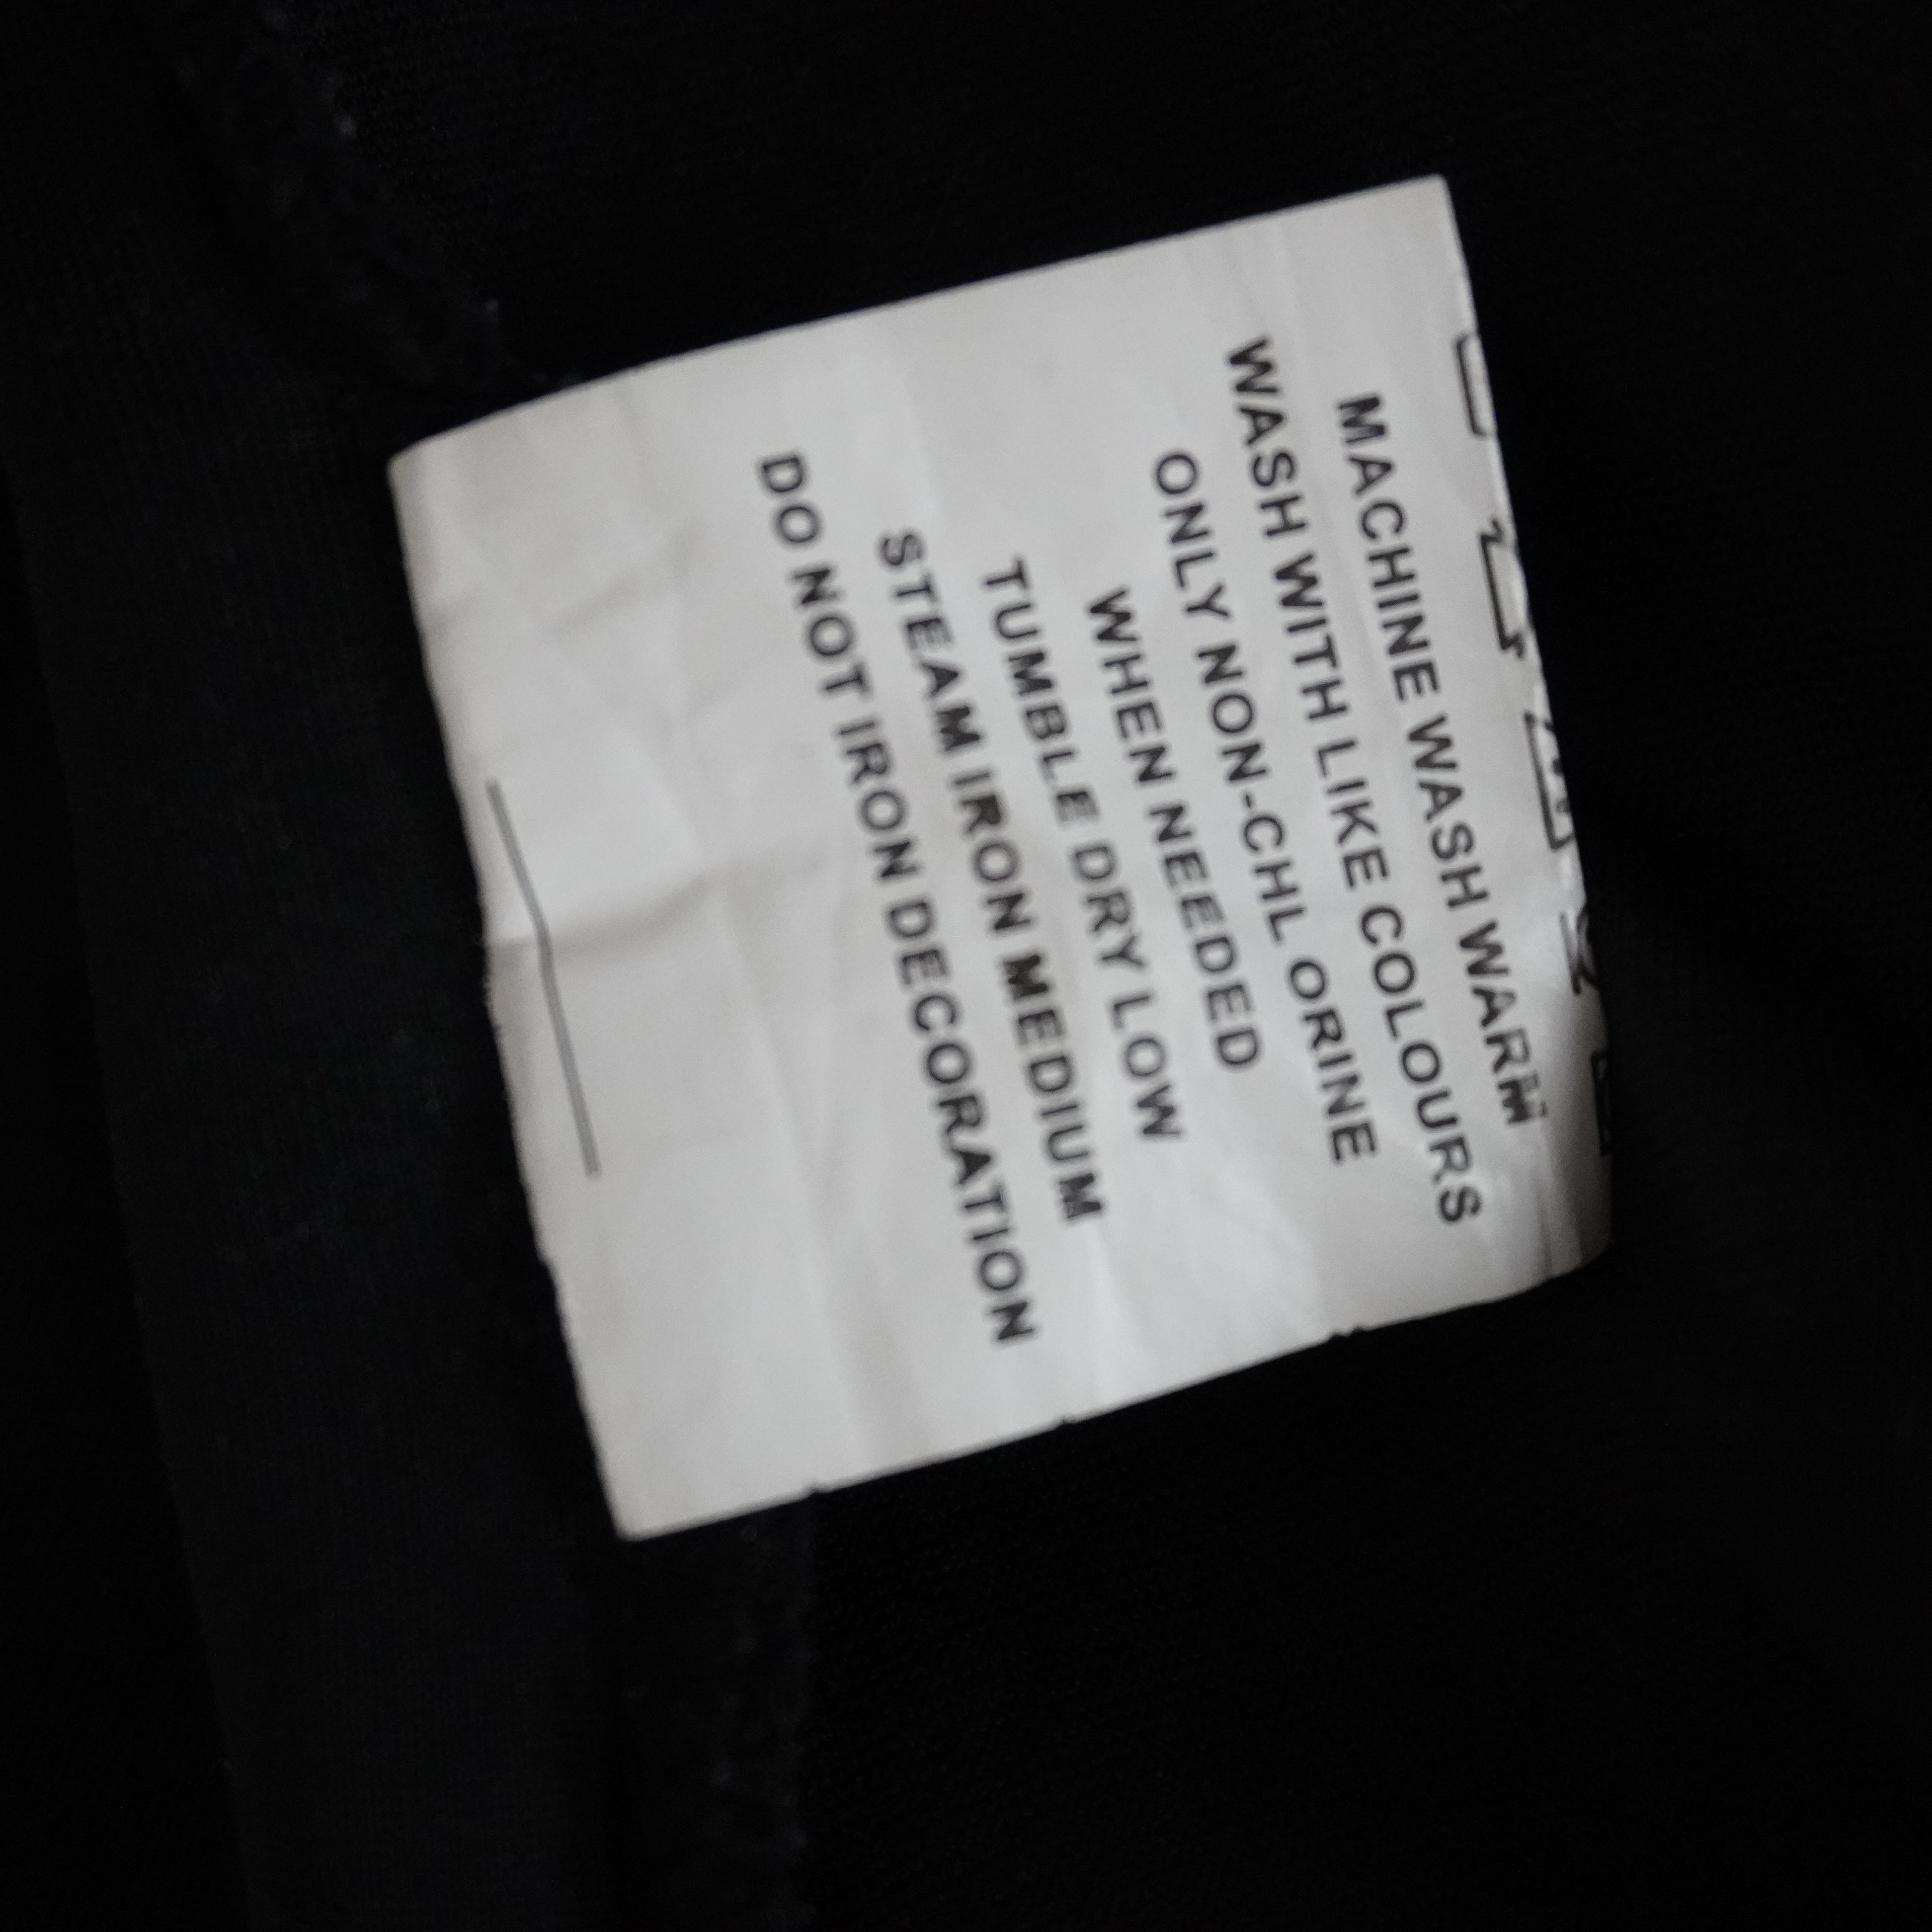 MACHINE WASH WARM
WASH WITH LIKE COLOURS
ONLY NON-CHL ORINE
WHEN NEEDED
TUMBLE DRY LOW
STEAM IRON MEDIUM
DO NOT IRON DECORATION